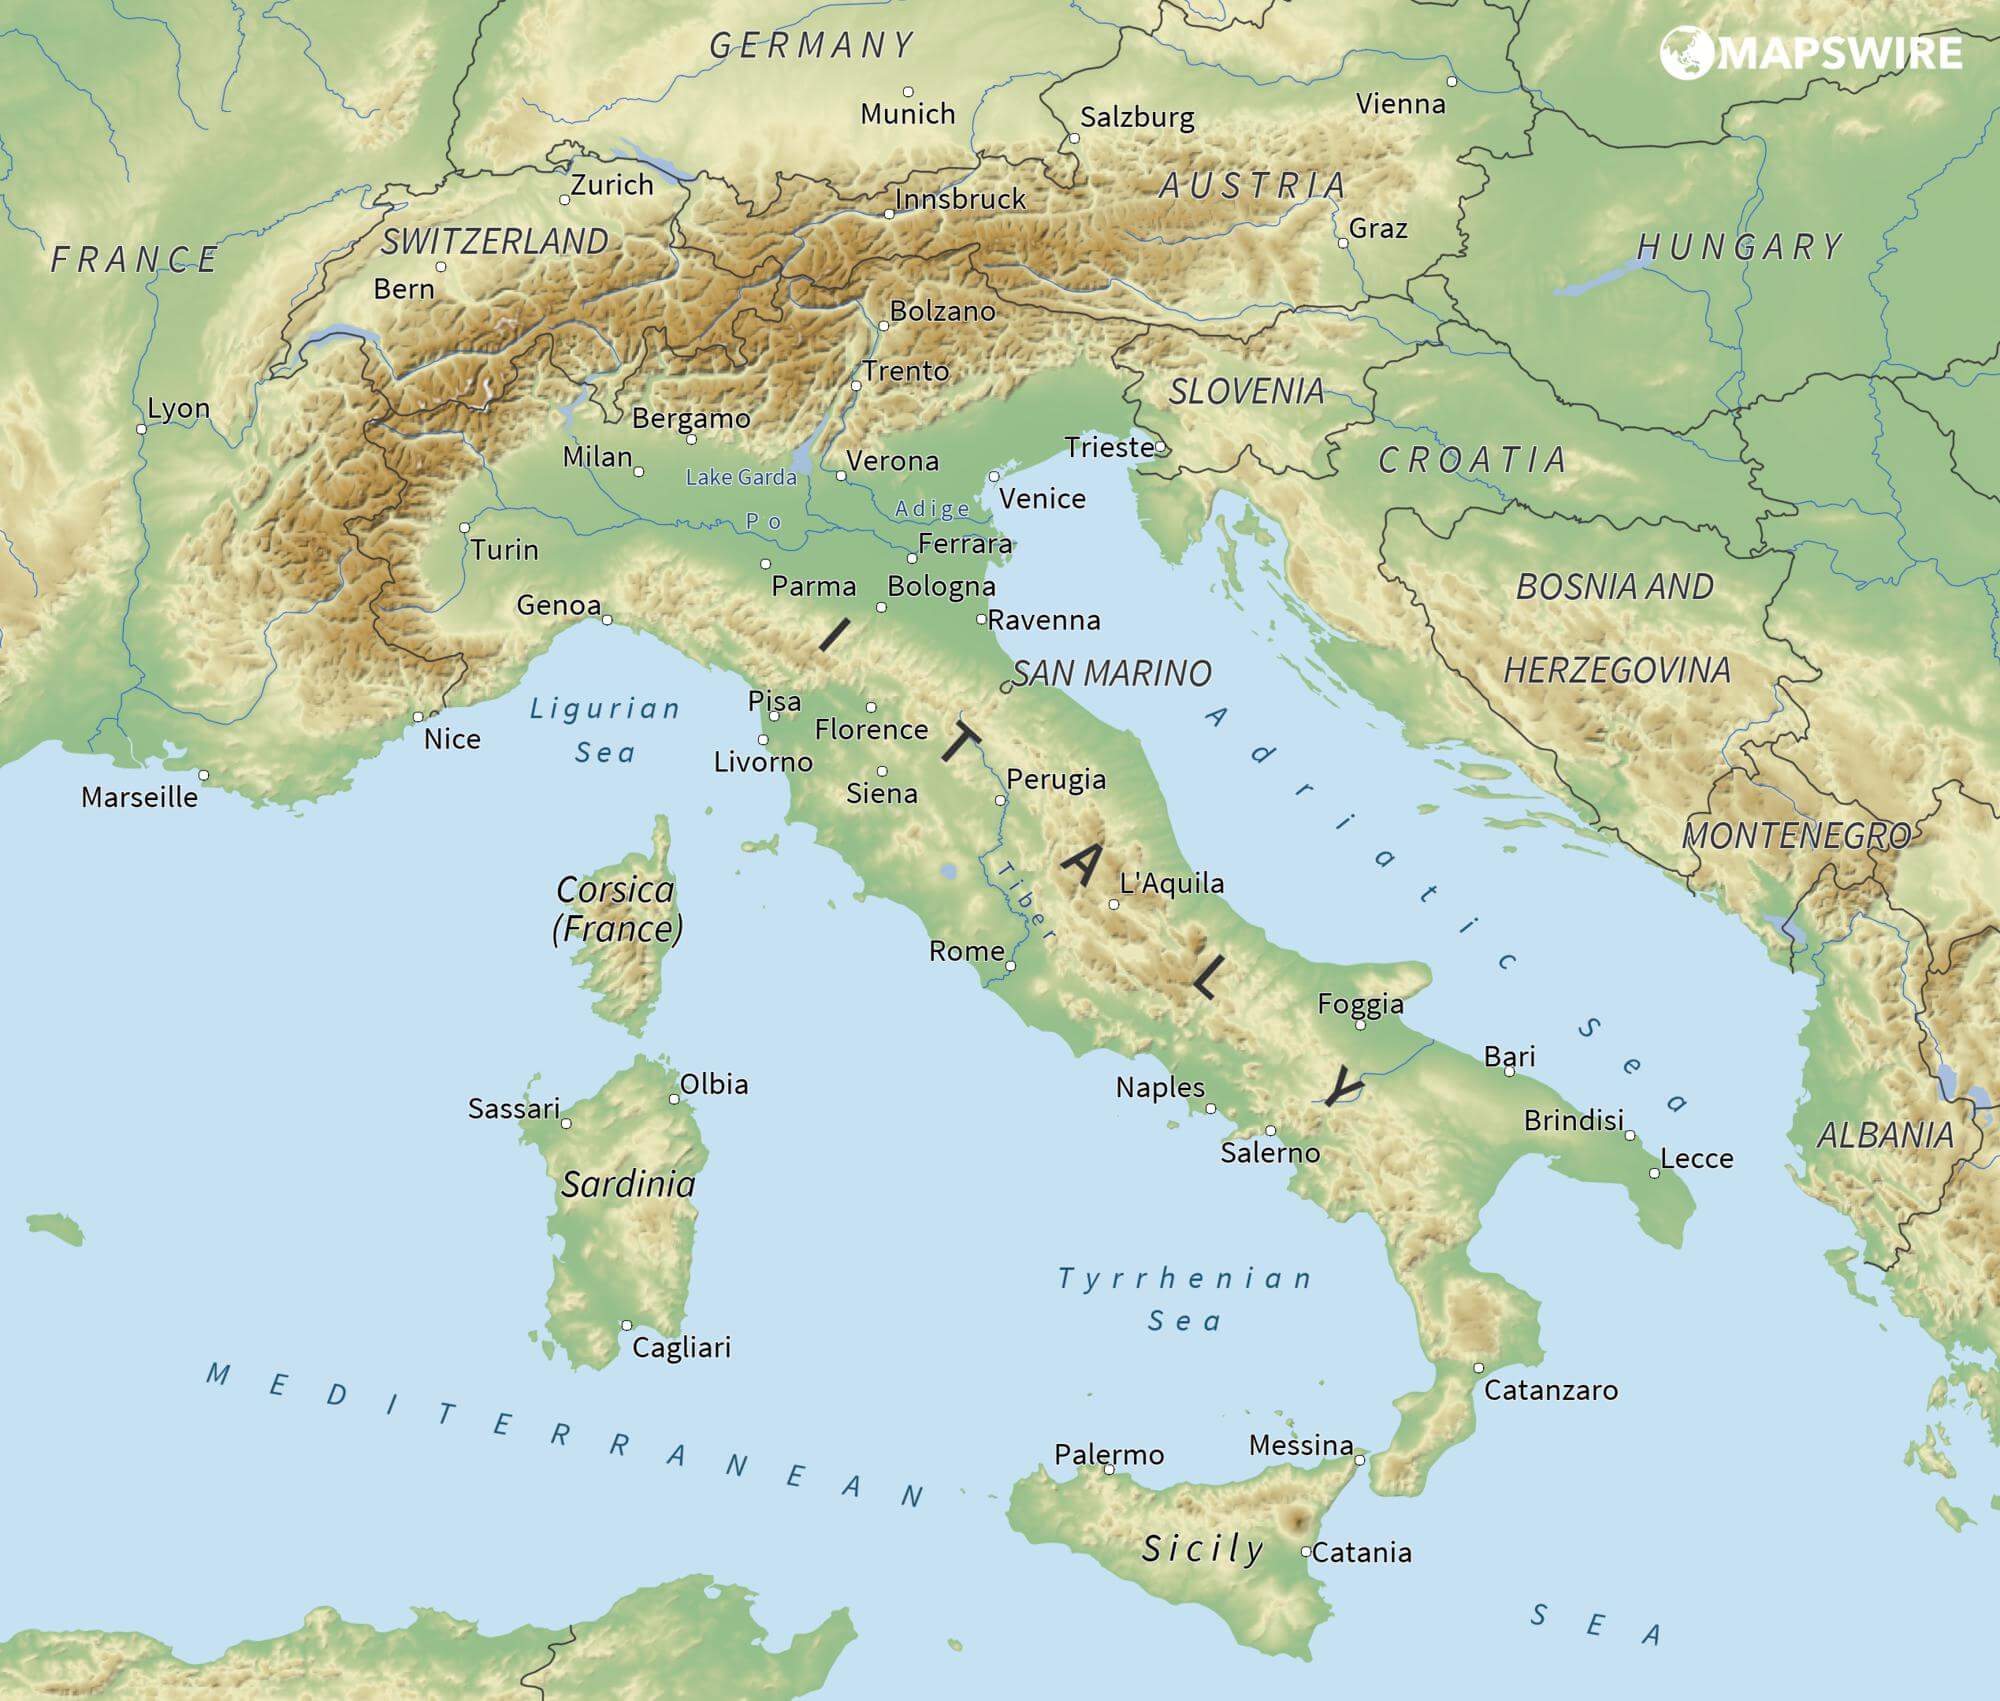 GERMANY
MAPSWIRE
Munich
Salzburg
Vienna
Zurich
Innsbruck
AUSTRIA
FRANCE
SWITZERLAND
Graz
HUNGARY
Bern
Bolzano
Trento
SLOVENIA
Lyon
Bergamo
Milan
Lake Garda
Verona
Trieste
CROATIA
Venice
Po
Adige
Turin
Ferrara
Parma
Bologna
BOSNIA AND
HERZEGOVINA
Genoa
Ravenna
ITALY
SAN MARINO
Ligurian
Sea
Pisa
Florence
Adriatic Sea
Nice
Livorno
Marseille
Siena
Perugia
MONTENEGRO
Corsica
(France)
Tiber
L'Aquila
Rome
Foggia
Bari
Olbia
Sassari
Naples
Brindisi
Salerno
ALBANIA
Lecce
Sardinia
Tyrrhenian
Sea
Cagliari
MEDITERRANEAN SEA
Catanzaro
Palermo
Messina
Sicily
Catania